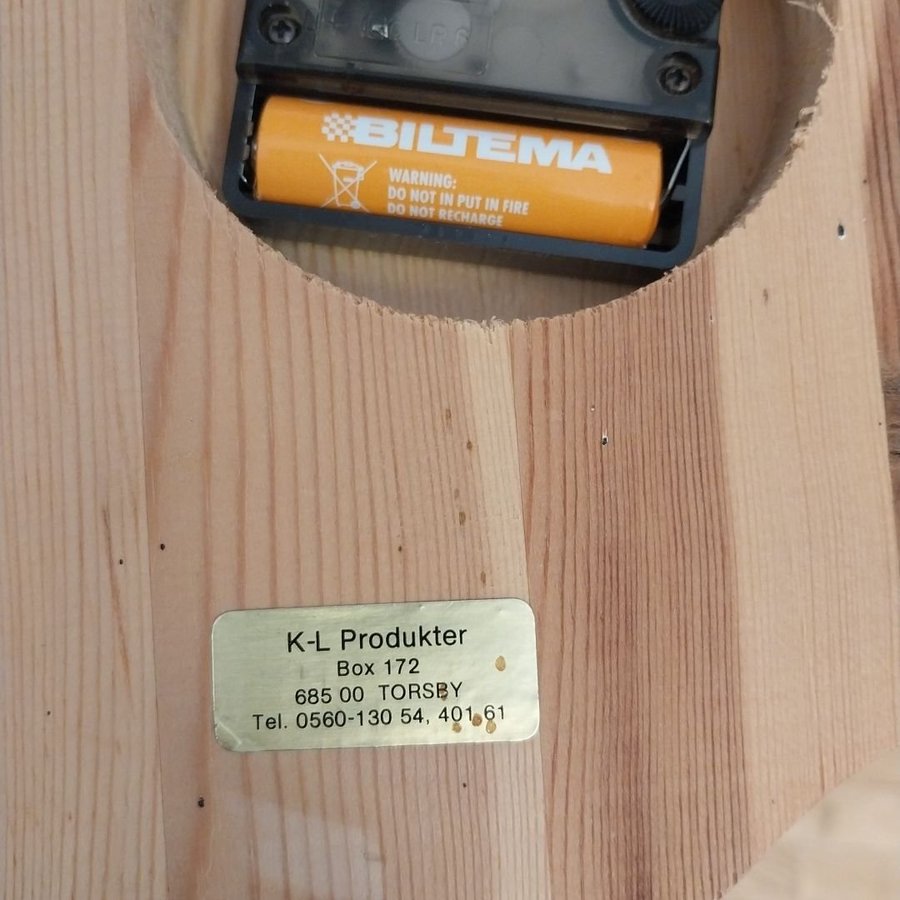 LR6
BILTEMA
WARNING:
DO NOT IN PUT IN FIRE
DO NOT RECHARGE
K-L Produkter
Box 172
685 00 TORSBY
Tel. 0560-130 54, 401 61